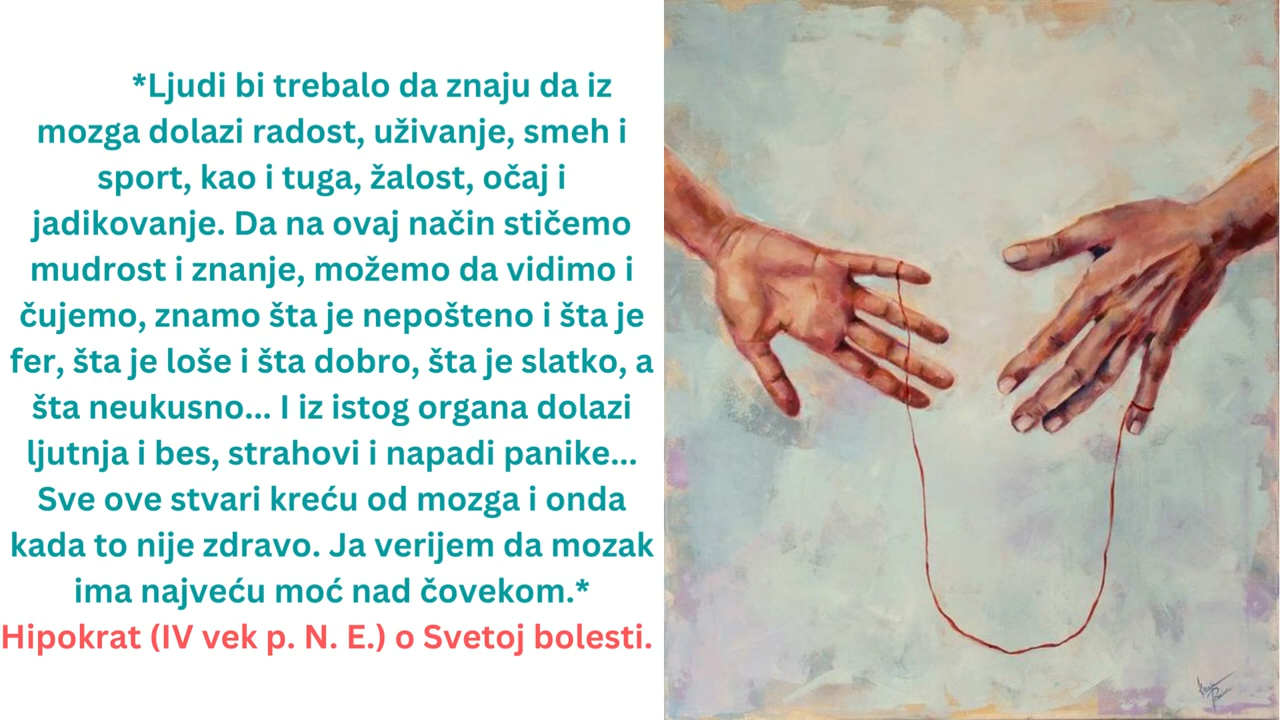 *Ljudi bi trebalo da znaju da iz
mozga dolazi radost, uživanje, smeh i
sport, kao i tuga, žalost, očaj i
jadikovanje. Da na ovaj način stičemo
mudrost i znanje, možemo da vidimo i
čujemo, znamo šta je nepošteno i šta je
fer, šta je loše i šta dobro, šta je slatko, a
šta neukusno... I iz istog organa dolazi
ljutnja i bes, strahovi i napadi panike...
Sve ove stvari kreću od mozga i onda
kada to nije zdravo. Ja verijem da mozak
ima najveću moć nad čovekom.*
Hipokrat (IV vek p. N. E.) o Svetoj bolesti.